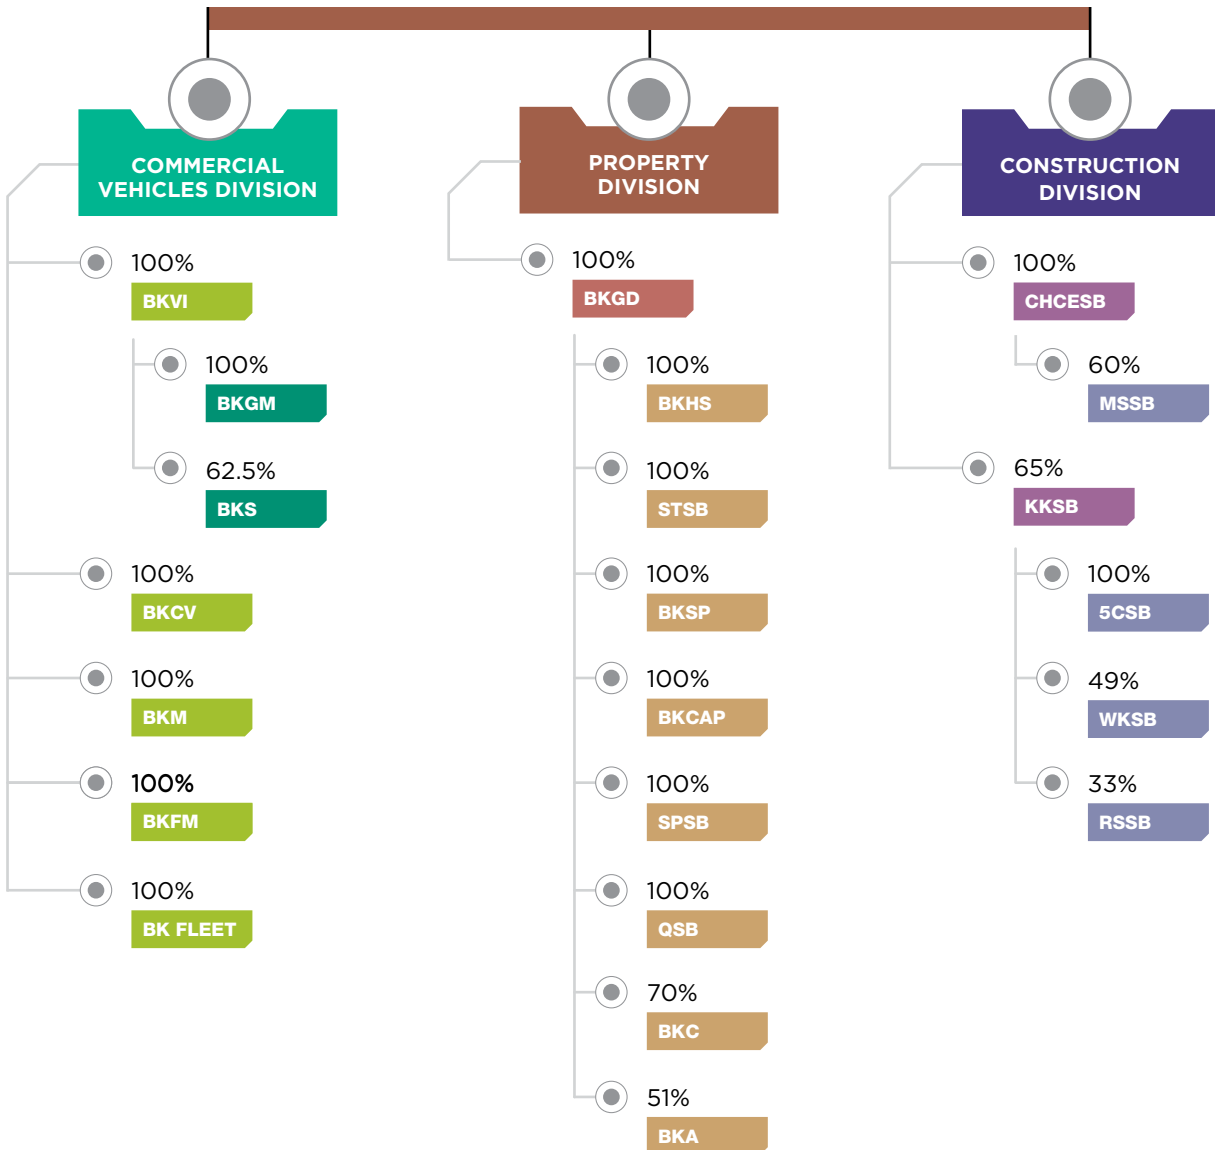 COMMERCIAL
VEHICLES DIVISION
100%
BKVI
100%
BKGM
62.5%
BKS
100%
BKCV
100%
BKM
100%
BKFM
100%
BK FLEET
PROPERTY
DIVISION
100%
BKGD
100%
BKHS
100%
STSB
100%
BKSP
100%
BKCAP
100%
SPSB
100%
QSB
70%
BKC
51%
BKA
CONSTRUCTION
DIVISION
100%
CHCESB
60%
MSSB
65%
KKSB
100%
5CSB
49%
WKSB
33%
RSSB